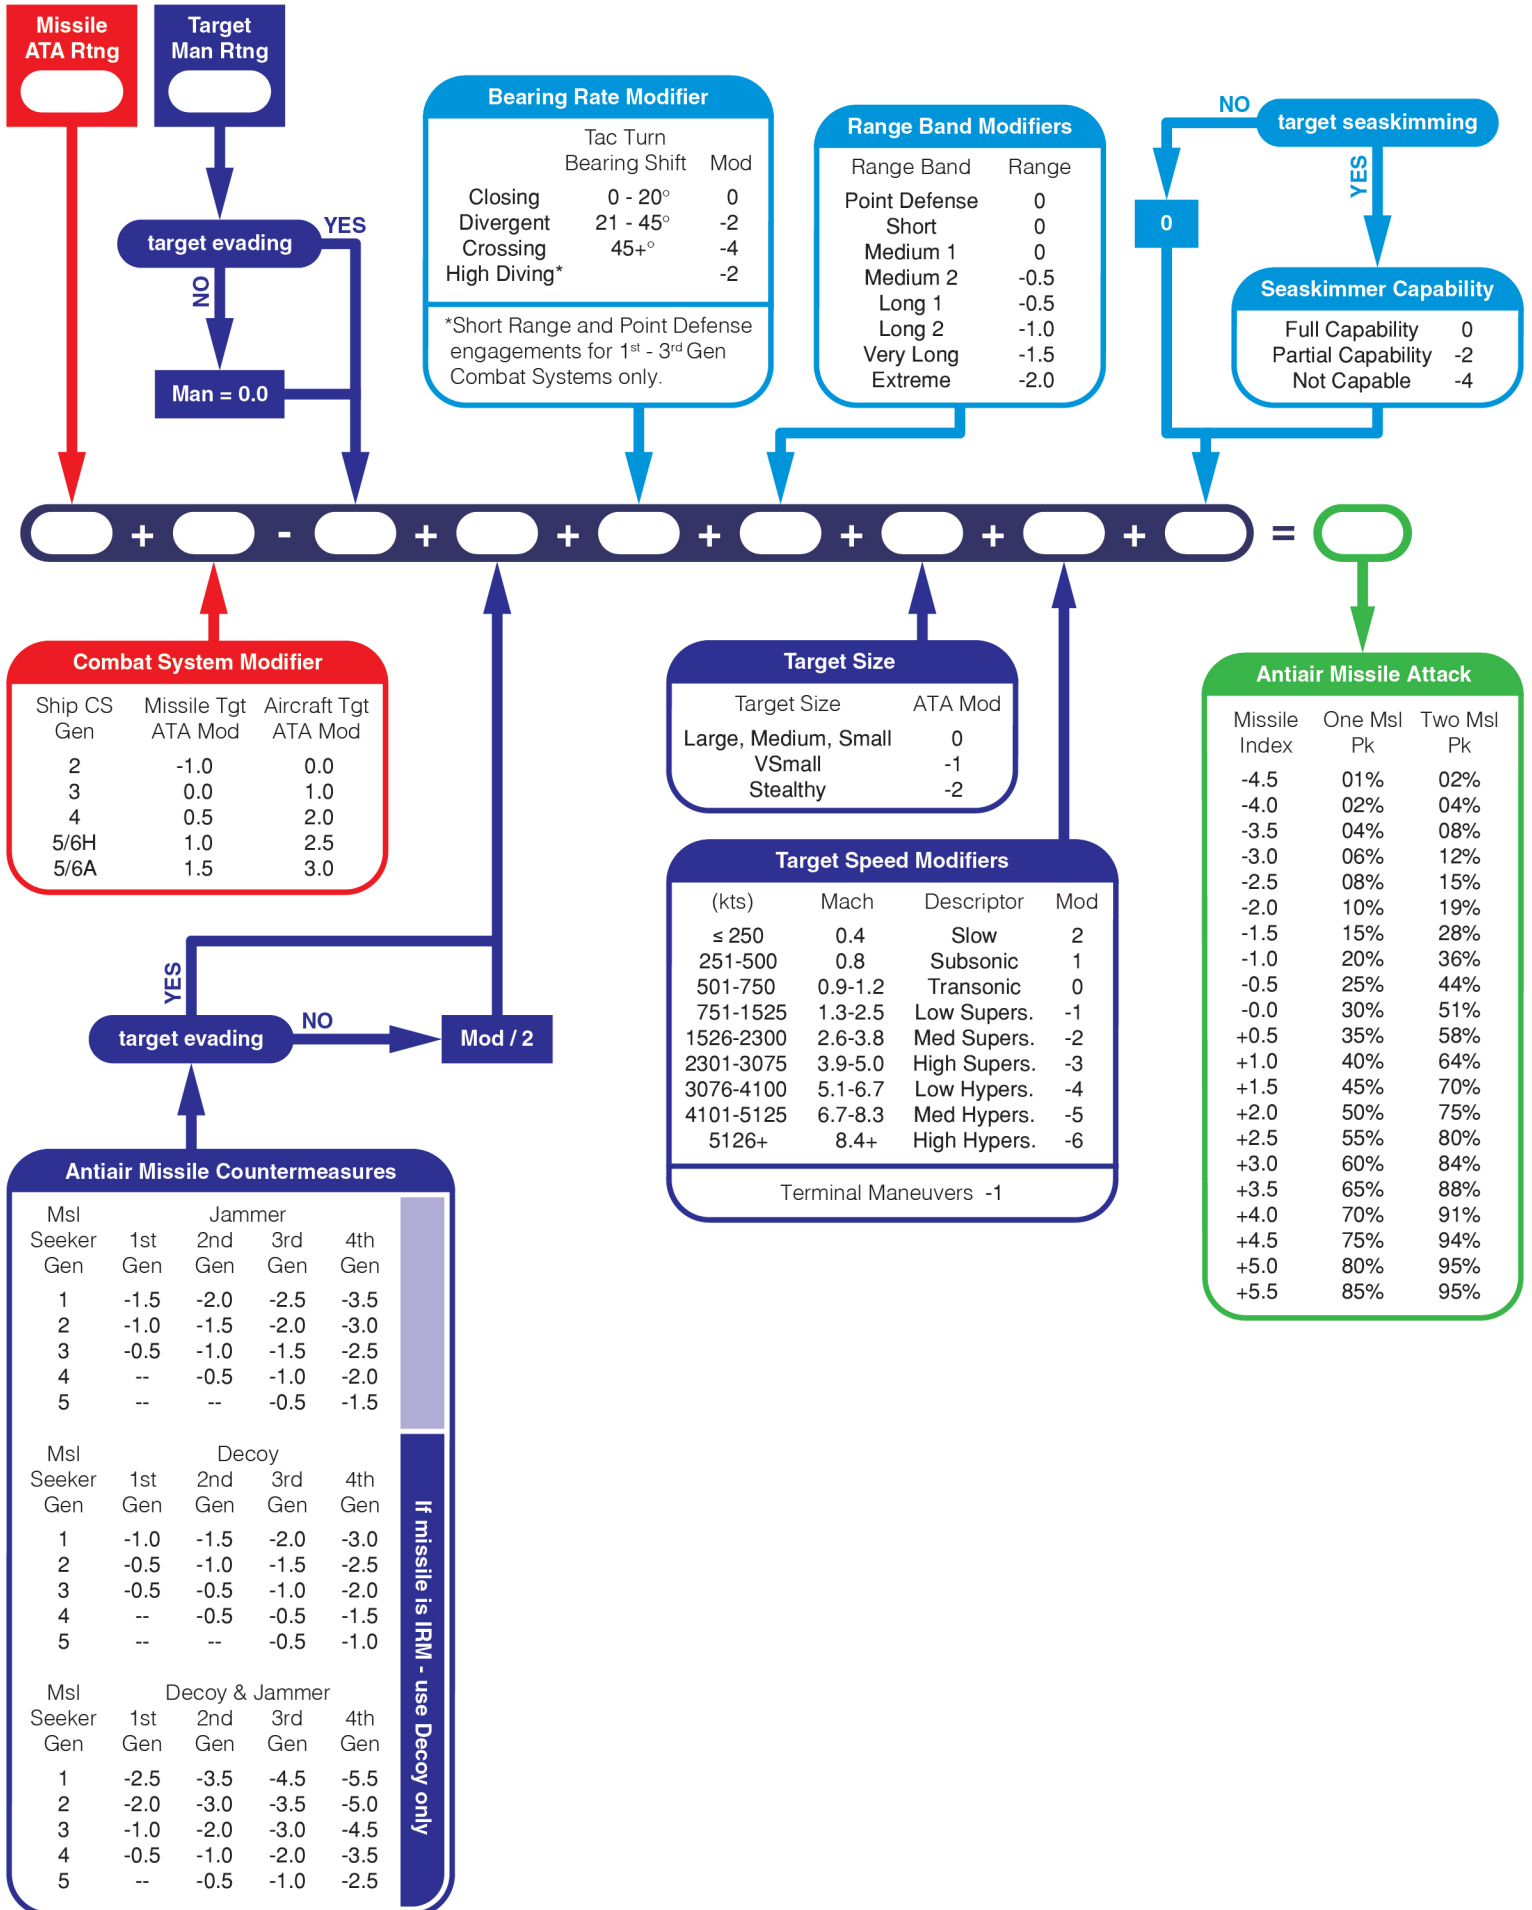 Missile
ATA Rtng
Target
Man Rtng
target evading
YES
NO
Man = 0.0
Bearing Rate Modifier
Tac Turn
Bearing Shift Mod
Closing 0 - 20° 0
Divergent 21 - 45° -2
Crossing 45+° -4
High Diving* -2
*Short Range and Point Defense
engagements for 1st - 3rd Gen
Combat Systems only.
Range Band Modifiers
Range Band Range
Point Defense 0
Short 0
Medium 1 0
Medium 2 -0.5
Long 1 -0.5
Long 2 -1.0
Very Long -1.5
Extreme -2.0
NO
target seaskimming
YES
0
Seaskimmer Capability
Full Capability 0
Partial Capability -2
Not Capable -4
+ - + + + + + + =
Combat System Modifier
Ship CS Missile Tgt Aircraft Tgt
Gen ATA Mod ATA Mod
2 -1.0 0.0
3 0.0 1.0
4 0.5 2.0
5/6H 1.0 2.5
5/6A 1.5 3.0
YES
target evading
NO
Mod / 2
Antiair Missile Countermeasures
Msl Jammer
Seeker 1st 2nd 3rd 4th
Gen Gen Gen Gen Gen
1 -1.5 -2.0 -2.5 -3.5
2 -1.0 -1.5 -2.0 -3.0
3 -0.5 -1.0 -1.5 -2.5
4 -- -0.5 -1.0 -2.0
5 -- -- -0.5 -1.5
Msl Decoy
Seeker 1st 2nd 3rd 4th
Gen Gen Gen Gen Gen
1 -1.0 -1.5 -2.0 -3.0
2 -0.5 -1.0 -1.5 -2.5
3 -0.5 -0.5 -1.0 -2.0
4 -- -0.5 -0.5 -1.5
5 -- -- -0.5 -1.0
Msl Decoy & Jammer
Seeker 1st 2nd 3rd 4th
Gen Gen Gen Gen Gen
1 -2.5 -3.5 -4.5 -5.5
2 -2.0 -3.0 -3.5 -5.0
3 -1.0 -2.0 -3.0 -4.5
4 -0.5 -1.0 -2.0 -3.5
5 -- -0.5 -1.0 -2.5
If missile is IRM - use Decoy only
Target Size
Target Size ATA Mod
Large, Medium, Small 0
VSmall -1
Stealthy -2
Target Speed Modifiers
(kts) Mach Descriptor Mod
≤ 250 0.4 Slow 2
251-500 0.8 Subsonic 1
501-750 0.9-1.2 Transonic 0
751-1525 1.3-2.5 Low Supers. -1
1526-2300 2.6-3.8 Med Supers. -2
2301-3075 3.9-5.0 High Supers. -3
3076-4100 5.1-6.7 Low Hypers. -4
4101-5125 6.7-8.3 Med Hypers. -5
5126+ 8.4+ High Hypers. -6
Terminal Maneuvers -1
Antiair Missile Attack
Missile One Msl Two Msl
Index Pk Pk
-4.5 01% 02%
-4.0 02% 04%
-3.5 04% 08%
-3.0 06% 12%
-2.5 08% 15%
-2.0 10% 19%
-1.5 15% 28%
-1.0 20% 36%
-0.5 25% 44%
-0.0 30% 51%
+0.5 35% 58%
+1.0 40% 64%
+1.5 45% 70%
+2.0 50% 75%
+2.5 55% 80%
+3.0 60% 84%
+3.5 65% 88%
+4.0 70% 91%
+4.5 75% 94%
+5.0 80% 95%
+5.5 85% 95%